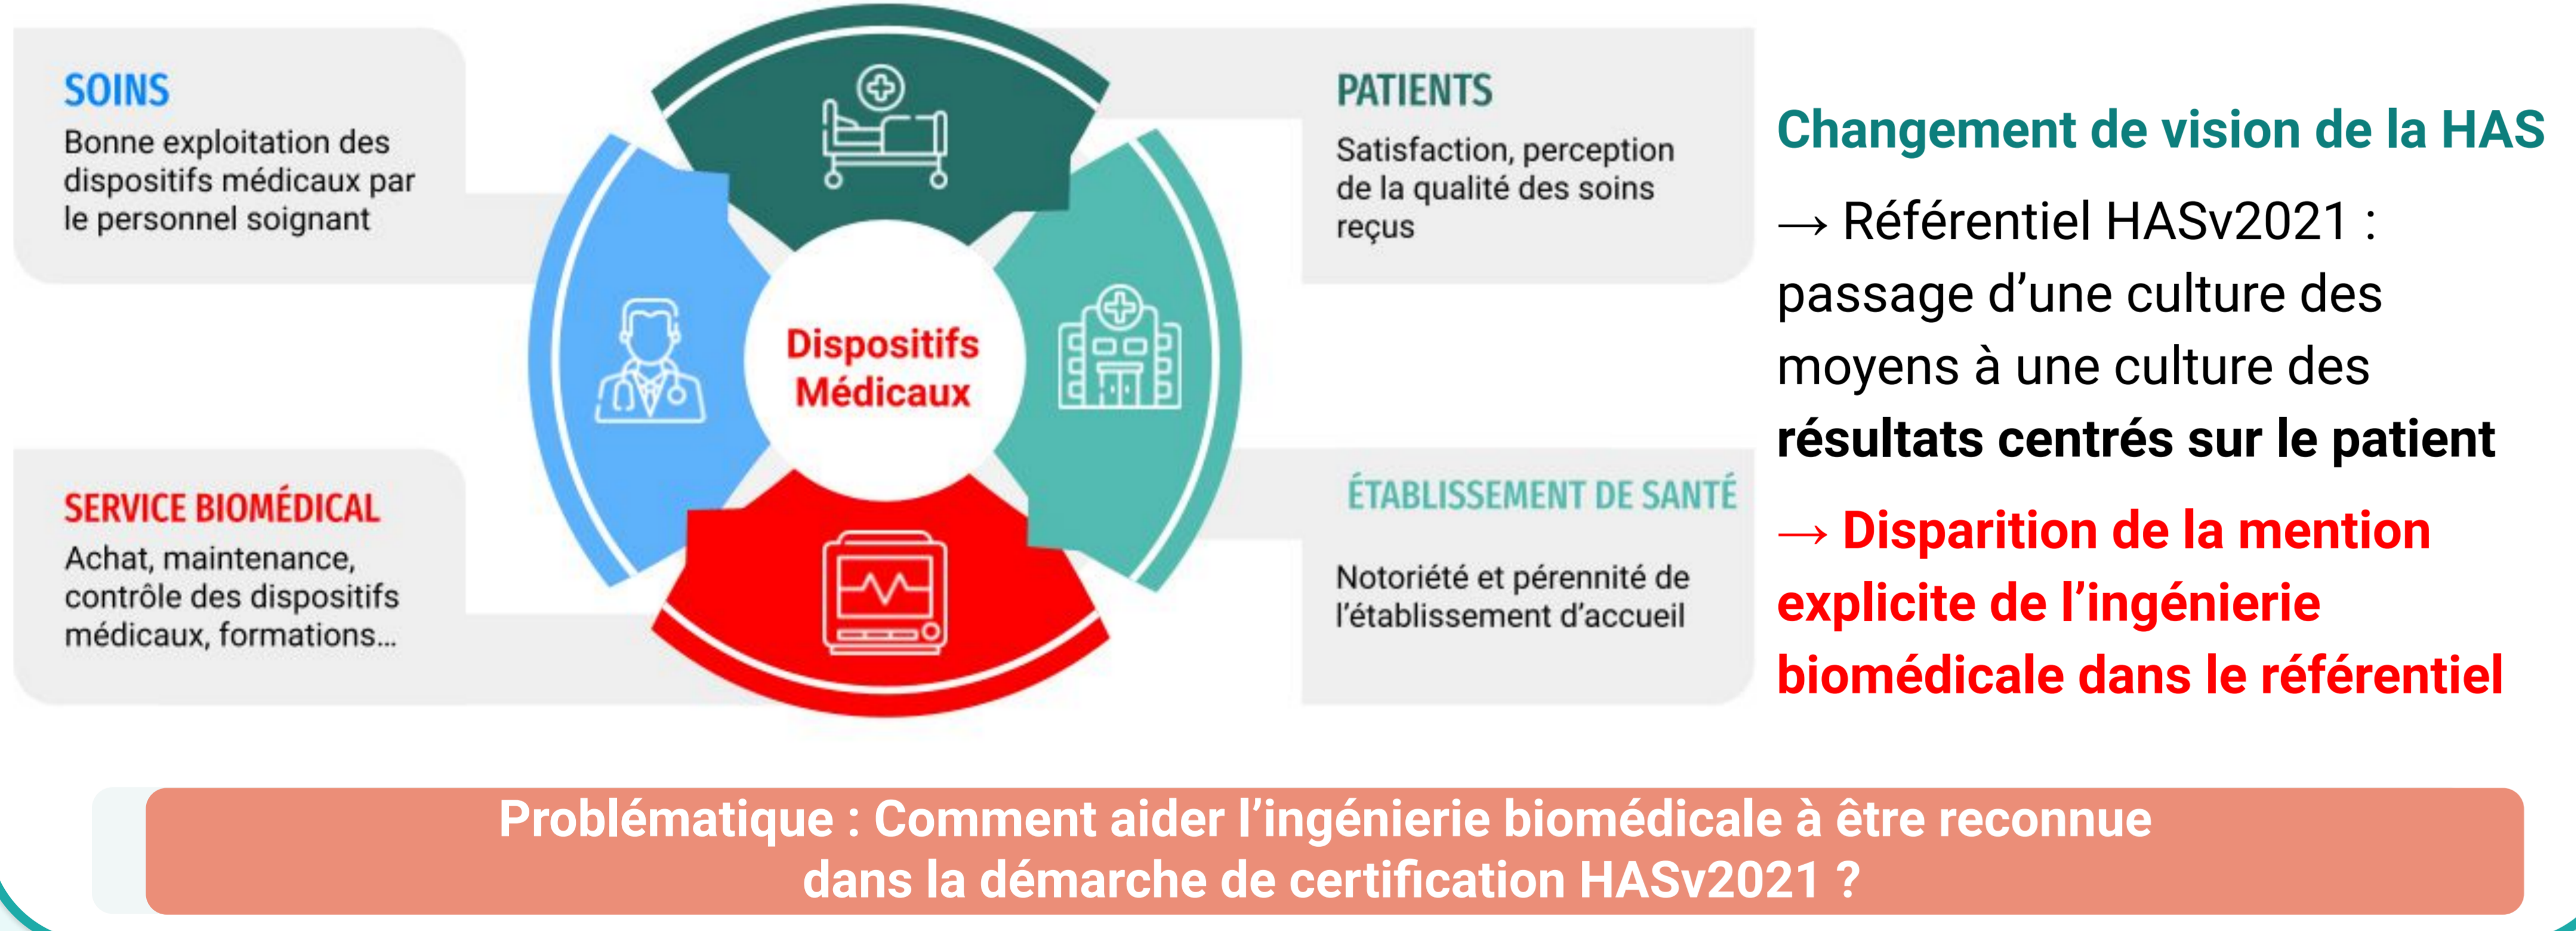 SOINS
Bonne exploitation des
dispositifs médicaux par
le personnel soignant
PATIENTS
Satisfaction, perception
de la qualité des soins
reçus
Dispositifs
Médicaux
SERVICE BIOMÉDICAL
Achat, maintenance,
contrôle des dispositifs
médicaux, formations...
ÉTABLISSEMENT DE SANTÉ
Notoriété et pérennité de
l'établissement d'accueil
Changement de vision de la HAS
→ Référentiel HASv2021 :
passage d’une culture des
moyens à une culture des
résultats centrés sur le patient
→ Disparition de la mention
explicite de l’ingénierie
biomédicale dans le référentiel
Problématique : Comment aider l’ingénierie biomédicale à être reconnue
dans la démarche de certification HASv2021 ?